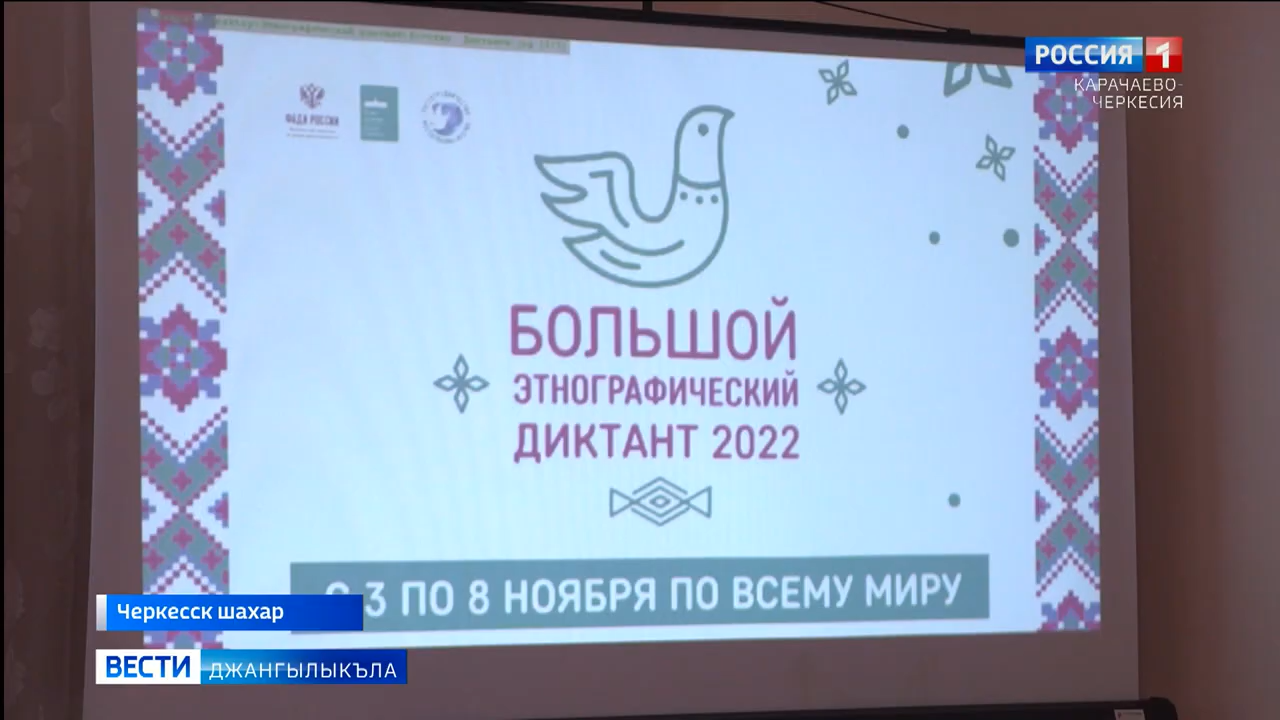 РОССИЯ 1
КАРАЧАЕВО-
ЧЕРКЕСИЯ
ФАДН РОССИИ
БОЛЬШОЙ
ЭТНОГРАФИЧЕСКИЙ
ДИКТАНТ 2022
С 3 ПО 8 НОЯБРЯ ПО ВСЕМУ МИРУ
Черкесск шахар
ВЕСТИ ДЖАНГЫЛЫКЪЛА